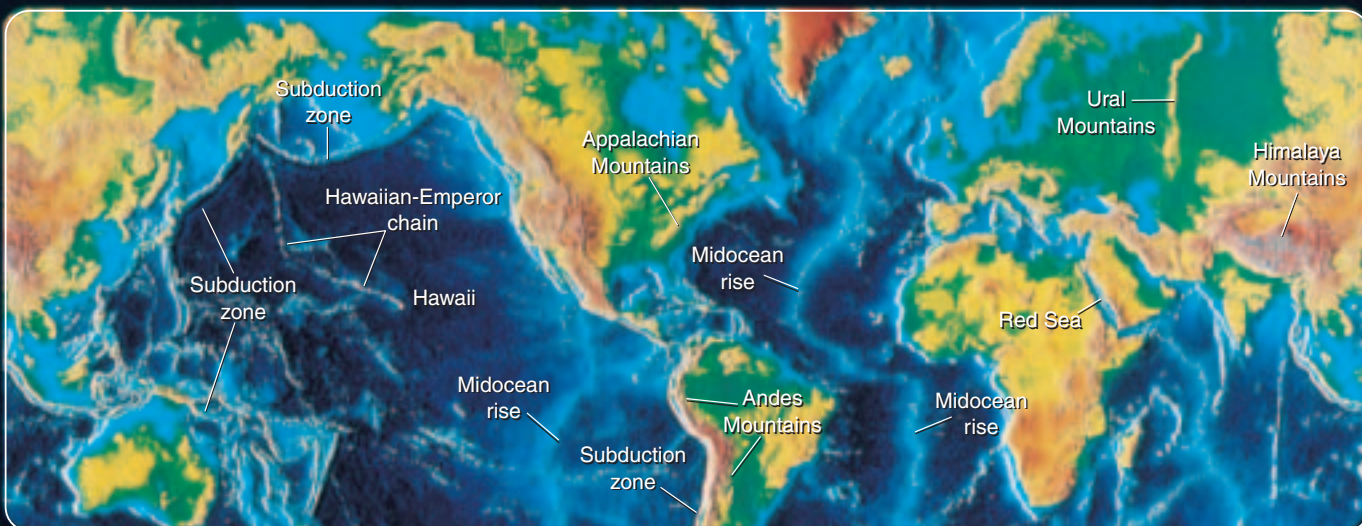 Subduction
zone
Hawaiian-Emperor
chain
Subduction
zone
Hawaii
Appalachian
Mountains
Midocean
rise
Midocean
rise
Andes
Mountains
Subduction
zone
Midocean
rise
Red Sea
Ural
Mountains
Himalaya
Mountains